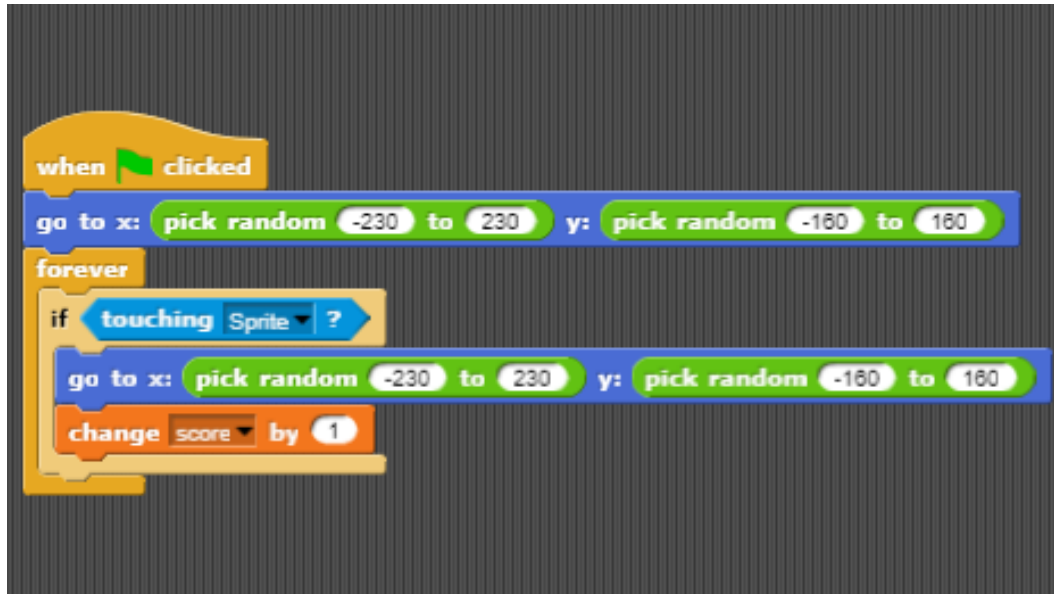 when clicked
go to x: pick random -230 to 230 y: pick random -160 to 160
forever
if touching Sprite ?
go to x: pick random -230 to 230 y: pick random -160 to 160
change score by 1